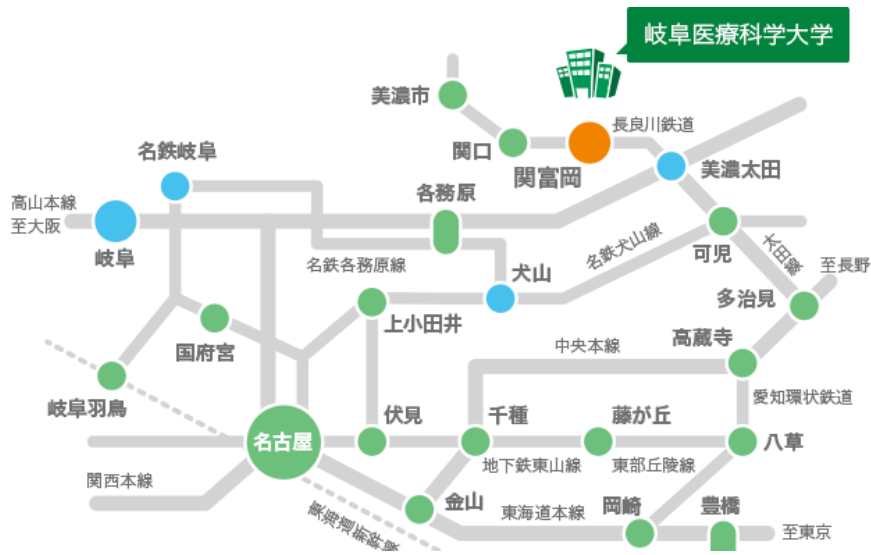 岐阜医療科学大学
美濃市
長良川鉄道
関口
名鉄岐阜
関富岡
美濃太田
各務原
高山本線
至大阪
岐阜
名鉄犬山線
可児
太田線
至長野
名鉄各務原線
犬山
多治見
上小田井
高蔵寺
国府宮
中央本線
岐阜羽島
愛知環状鉄道
伏見
千種
藤が丘
名古屋
八草
地下鉄東山線
東部丘陵線
関西本線
金山
岡崎
豊橋
東海道本線
東海道新幹線
至東京